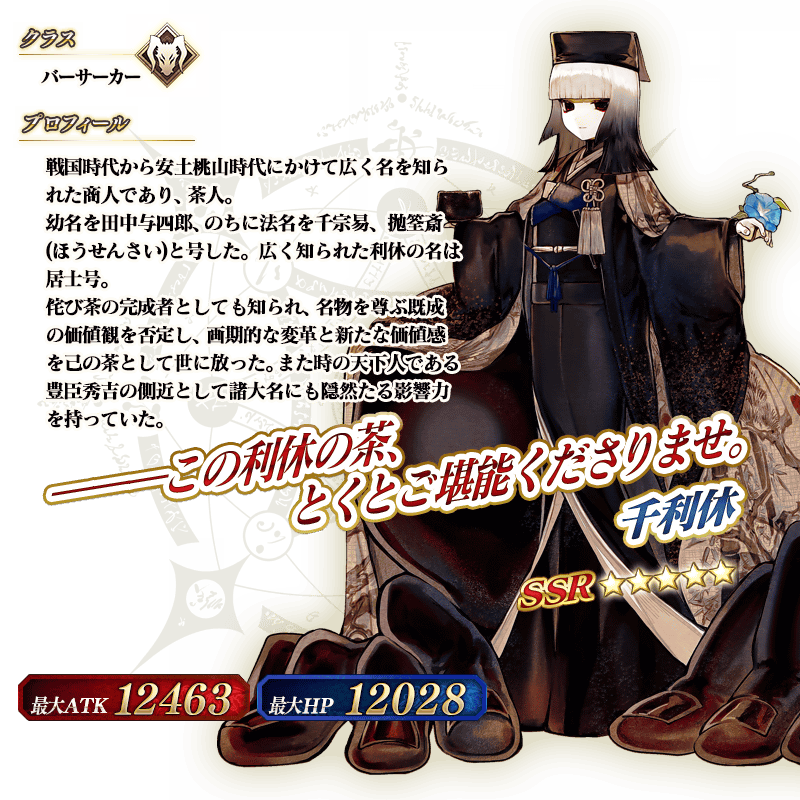 クラス
バーサーカー
プロフィール
戦国時代から安土桃山時代にかけて広く名を知ら
れた商人であり、茶人。
幼名を田中与四郎、のちに法名を千宗易、抛筌斎
(ほうせんさい)と号した。広く知られた利休の名は
居士号。
侘び茶の完成者としても知られ、名物を尊ぶ既成
の価値観を否定し、画期的な変革と新たな価値感
を己の茶として世に放った。また時の天下人である
豊臣秀吉の側近として諸大名にも隠然たる影響力
を持っていた。
――この利休の茶、
とくとご堪能くださりませ。
千利休
SSR ★★★★★
最大ATK 12463
最大HP 12028